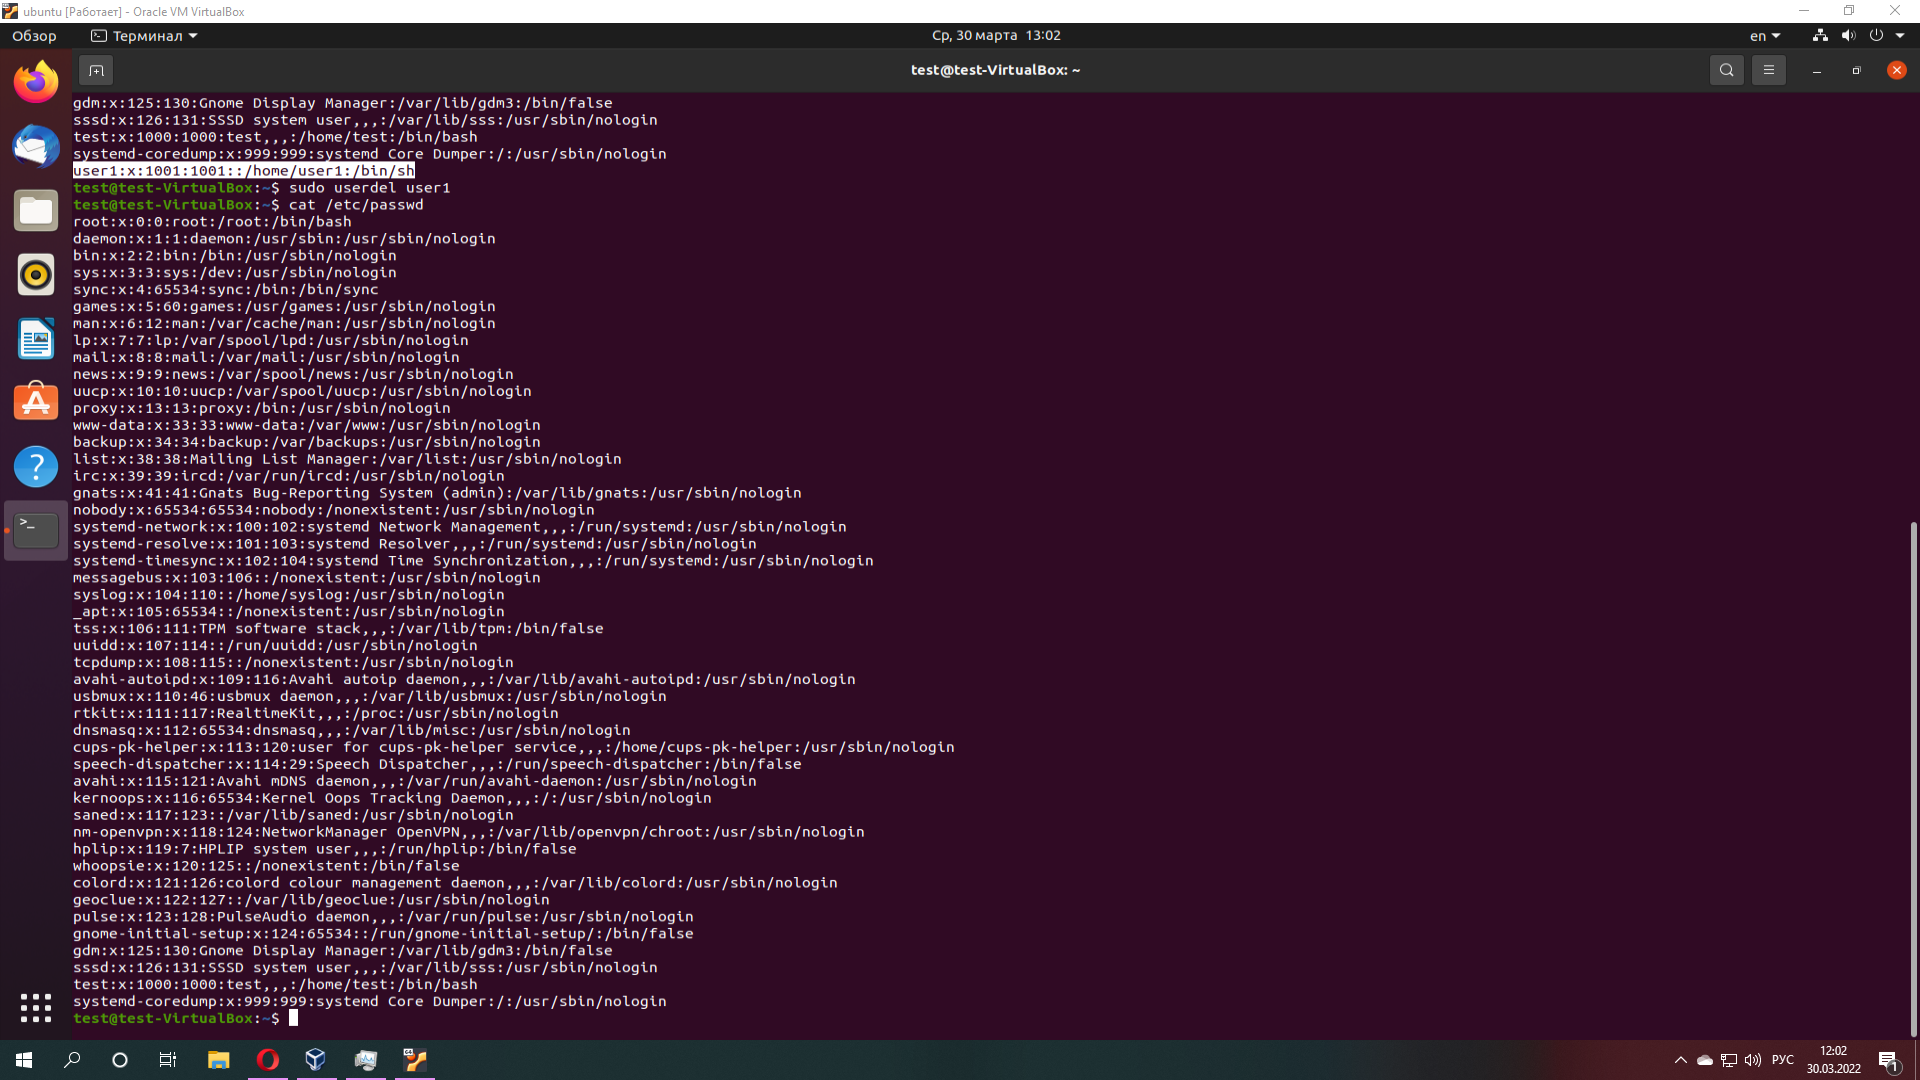 ubuntu [Работает] - Oracle VM VirtualBox
Обзор
Терминал
Ср, 30 марта 13:02
en
test@test-VirtualBox: ~
gdm:x:125:130:Gnome Display Manager:/var/lib/gdm3:/bin/false
sssd:x:126:131:SSSD system user,,,:/var/lib/sss:/usr/sbin/nologin
test:x:1000:1000:test,,,:/home/test:/bin/bash
systemd-coredump:x:999:999:systemd Core Dumper:/:/usr/sbin/nologin
user1:x:1001:1001::/home/user1:/bin/sh
test@test-VirtualBox:~$ sudo userdel user1
test@test-VirtualBox:~$ cat /etc/passwd
root:x:0:0:root:/root:/bin/bash
daemon:x:1:1:daemon:/usr/sbin:/usr/sbin/nologin
bin:x:2:2:bin:/bin:/usr/sbin/nologin
sys:x:3:3:sys:/dev:/usr/sbin/nologin
sync:x:4:65534:sync:/bin:/bin/sync
games:x:5:60:games:/usr/games:/usr/sbin/nologin
man:x:6:12:man:/var/cache/man:/usr/sbin/nologin
lp:x:7:7:lp:/var/spool/lpd:/usr/sbin/nologin
mail:x:8:8:mail:/var/mail:/usr/sbin/nologin
news:x:9:9:news:/var/spool/news:/usr/sbin/nologin
uucp:x:10:10:uucp:/var/spool/uucp:/usr/sbin/nologin
proxy:x:13:13:proxy:/bin:/usr/sbin/nologin
www-data:x:33:33:www-data:/var/www:/usr/sbin/nologin
backup:x:34:34:backup:/var/backups:/usr/sbin/nologin
list:x:38:38:Mailing List Manager:/var/list:/usr/sbin/nologin
irc:x:39:39:ircd:/var/run/ircd:/usr/sbin/nologin
gnats:x:41:41:Gnats Bug-Reporting System (admin):/var/lib/gnats:/usr/sbin/nologin
nobody:x:65534:65534:nobody:/nonexistent:/usr/sbin/nologin
systemd-network:x:100:102:systemd Network Management,,,:/run/systemd:/usr/sbin/nologin
systemd-resolve:x:101:103:systemd Resolver,,,:/run/systemd:/usr/sbin/nologin
systemd-timesync:x:102:104:systemd Time Synchronization,,,:/run/systemd:/usr/sbin/nologin
messagebus:x:103:106::/nonexistent:/usr/sbin/nologin
syslog:x:104:110::/home/syslog:/usr/sbin/nologin
_apt:x:105:65534::/nonexistent:/usr/sbin/nologin
tss:x:106:111:TPM software stack,,,:/var/lib/tpm:/bin/false
uuidd:x:107:114::/run/uuidd:/usr/sbin/nologin
tcpdump:x:108:115::/nonexistent:/usr/sbin/nologin
avahi-autoipd:x:109:116:Avahi autoip daemon,,,:/var/lib/avahi-autoipd:/usr/sbin/nologin
usbmux:x:110:46:usbmux daemon,,,:/var/lib/usbmux:/usr/sbin/nologin
rtkit:x:111:117:RealtimeKit,,,:/proc:/usr/sbin/nologin
dnsmasq:x:112:65534:dnsmasq,,,:/var/lib/misc:/usr/sbin/nologin
cups-pk-helper:x:113:120:user for cups-pk-helper service,,,:/home/cups-pk-helper:/usr/sbin/nologin
speech-dispatcher:x:114:29:Speech Dispatcher,,,:/run/speech-dispatcher:/bin/false
avahi:x:115:121:Avahi mDNS daemon,,,:/var/run/avahi-daemon:/usr/sbin/nologin
kernoops:x:116:65534:Kernel Oops Tracking Daemon,,,:/:/usr/sbin/nologin
saned:x:117:123::/var/lib/saned:/usr/sbin/nologin
nm-openvpn:x:118:124:NetworkManager OpenVPN,,,:/var/lib/openvpn/chroot:/usr/sbin/nologin
hplip:x:119:7:HPLIP system user,,,:/run/hplip:/bin/false
whoopsie:x:120:125::/nonexistent:/bin/false
colord:x:121:126:colord colour management daemon,,,:/var/lib/colord:/usr/sbin/nologin
geoclue:x:122:127::/var/lib/geoclue:/usr/sbin/nologin
pulse:x:123:128:PulseAudio daemon,,,:/var/run/pulse:/usr/sbin/nologin
gnome-initial-setup:x:124:65534::/run/gnome-initial-setup/:/bin/false
gdm:x:125:130:Gnome Display Manager:/var/lib/gdm3:/bin/false
sssd:x:126:131:SSSD system user,,,:/var/lib/sss:/usr/sbin/nologin
test:x:1000:1000:test,,,:/home/test:/bin/bash
systemd-coredump:x:999:999:systemd Core Dumper:/:/usr/sbin/nologin
test@test-VirtualBox:~$
РУС
12:02
30.03.2022
1